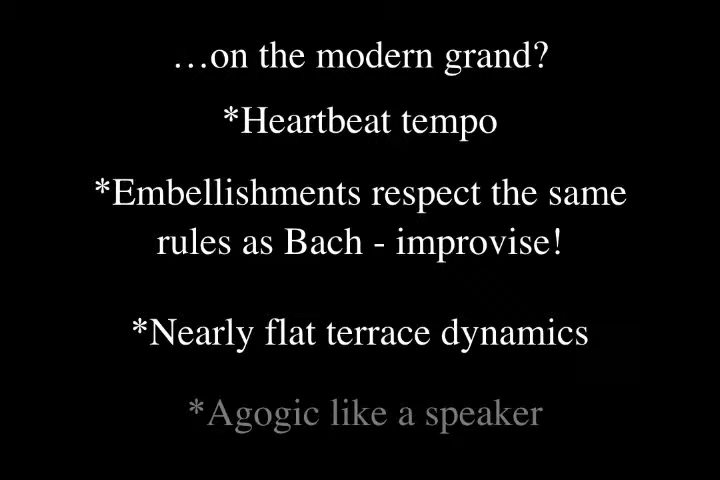 …on the modern grand?
*Heartbeat tempo
*Embellishments respect the same
rules as Bach - improvise!
*Nearly flat terrace dynamics
*Agogic like a speaker